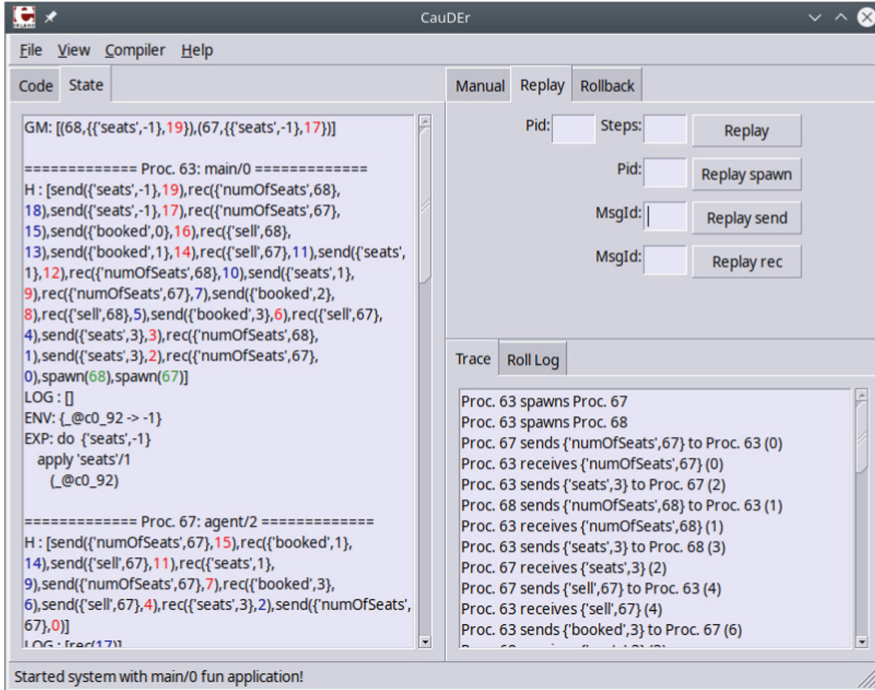 CauDEr
File View Compiler Help
Code State
GM: [(68,{{'seats',-1},19}),(67,{{'seats',-1},17})]
============= Proc. 63: main/0 =============
H : [send({'seats',-1},19),rec({'numOfSeats',68},
18),send({'seats',-1},17),rec({'numOfSeats',67},
15),send({'booked',0},16),rec({'sell',68},
13),send({'booked',1},14),rec({'sell',67},11),send({'seats',
1},12),rec({'numOfSeats',68},10),send({'seats',1},
9),rec({'numOfSeats',67},7),send({'booked',2},
8),rec({'sell',68},5),send({'booked',3},6),rec({'sell',67},
4),send({'seats',3},3),rec({'numOfSeats',68},
1),send({'seats',3},2),rec({'numOfSeats',67},
0),spawn(68),spawn(67)]
LOG : []
ENV: {_@c0_92 -> -1}
EXP: do {'seats',-1}
apply 'seats'/1
(_@c0_92)
============= Proc. 67: agent/2 =============
H : [send({'numOfSeats',67},15),rec({'booked',1},
14),send({'sell',67},11),rec({'seats',1},
9),send({'numOfSeats',67},7),rec({'booked',3},
6),send({'sell',67},4),rec({'seats',3},2),send({'numOfSeats',
67},0)]
LOG : [rec(17)]
Manual Replay Rollback
Pid: Steps: Replay
Pid: Replay spawn
MsgId: Replay send
MsgId: Replay rec
Trace Roll Log
Proc. 63 spawns Proc. 67
Proc. 63 spawns Proc. 68
Proc. 67 sends {'numOfSeats',67} to Proc. 63 (0)
Proc. 63 receives {'numOfSeats',67} (0)
Proc. 63 sends {'seats',3} to Proc. 67 (2)
Proc. 68 sends {'numOfSeats',68} to Proc. 63 (1)
Proc. 63 receives {'numOfSeats',68} (1)
Proc. 63 sends {'seats',3} to Proc. 68 (3)
Proc. 67 receives {'seats',3} (2)
Proc. 67 sends {'sell',67} to Proc. 63 (4)
Proc. 63 receives {'sell',67} (4)
Proc. 63 sends {'booked',3} to Proc. 67 (6)
Started system with main/0 fun application!